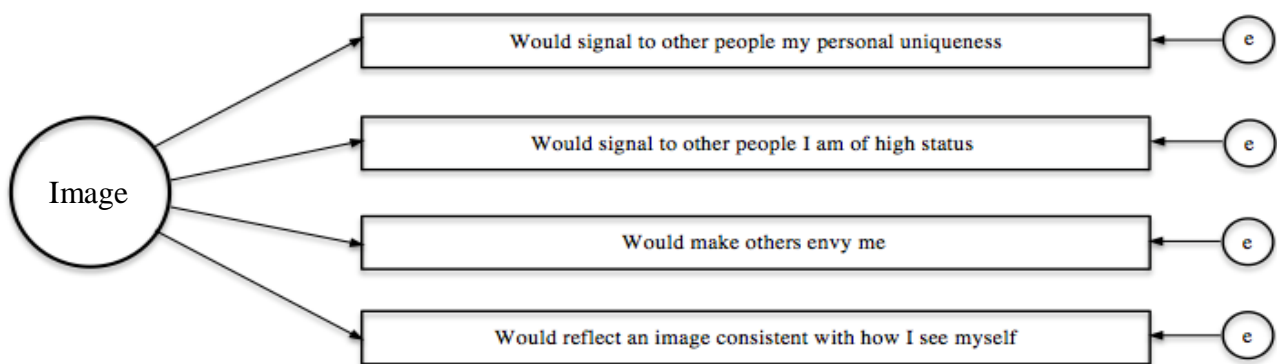 Would signal to other people my personal uniqueness
e
Would signal to other people I am of high status
e
Image
Would make others envy me
e
Would reflect an image consistent with how I see myself
e